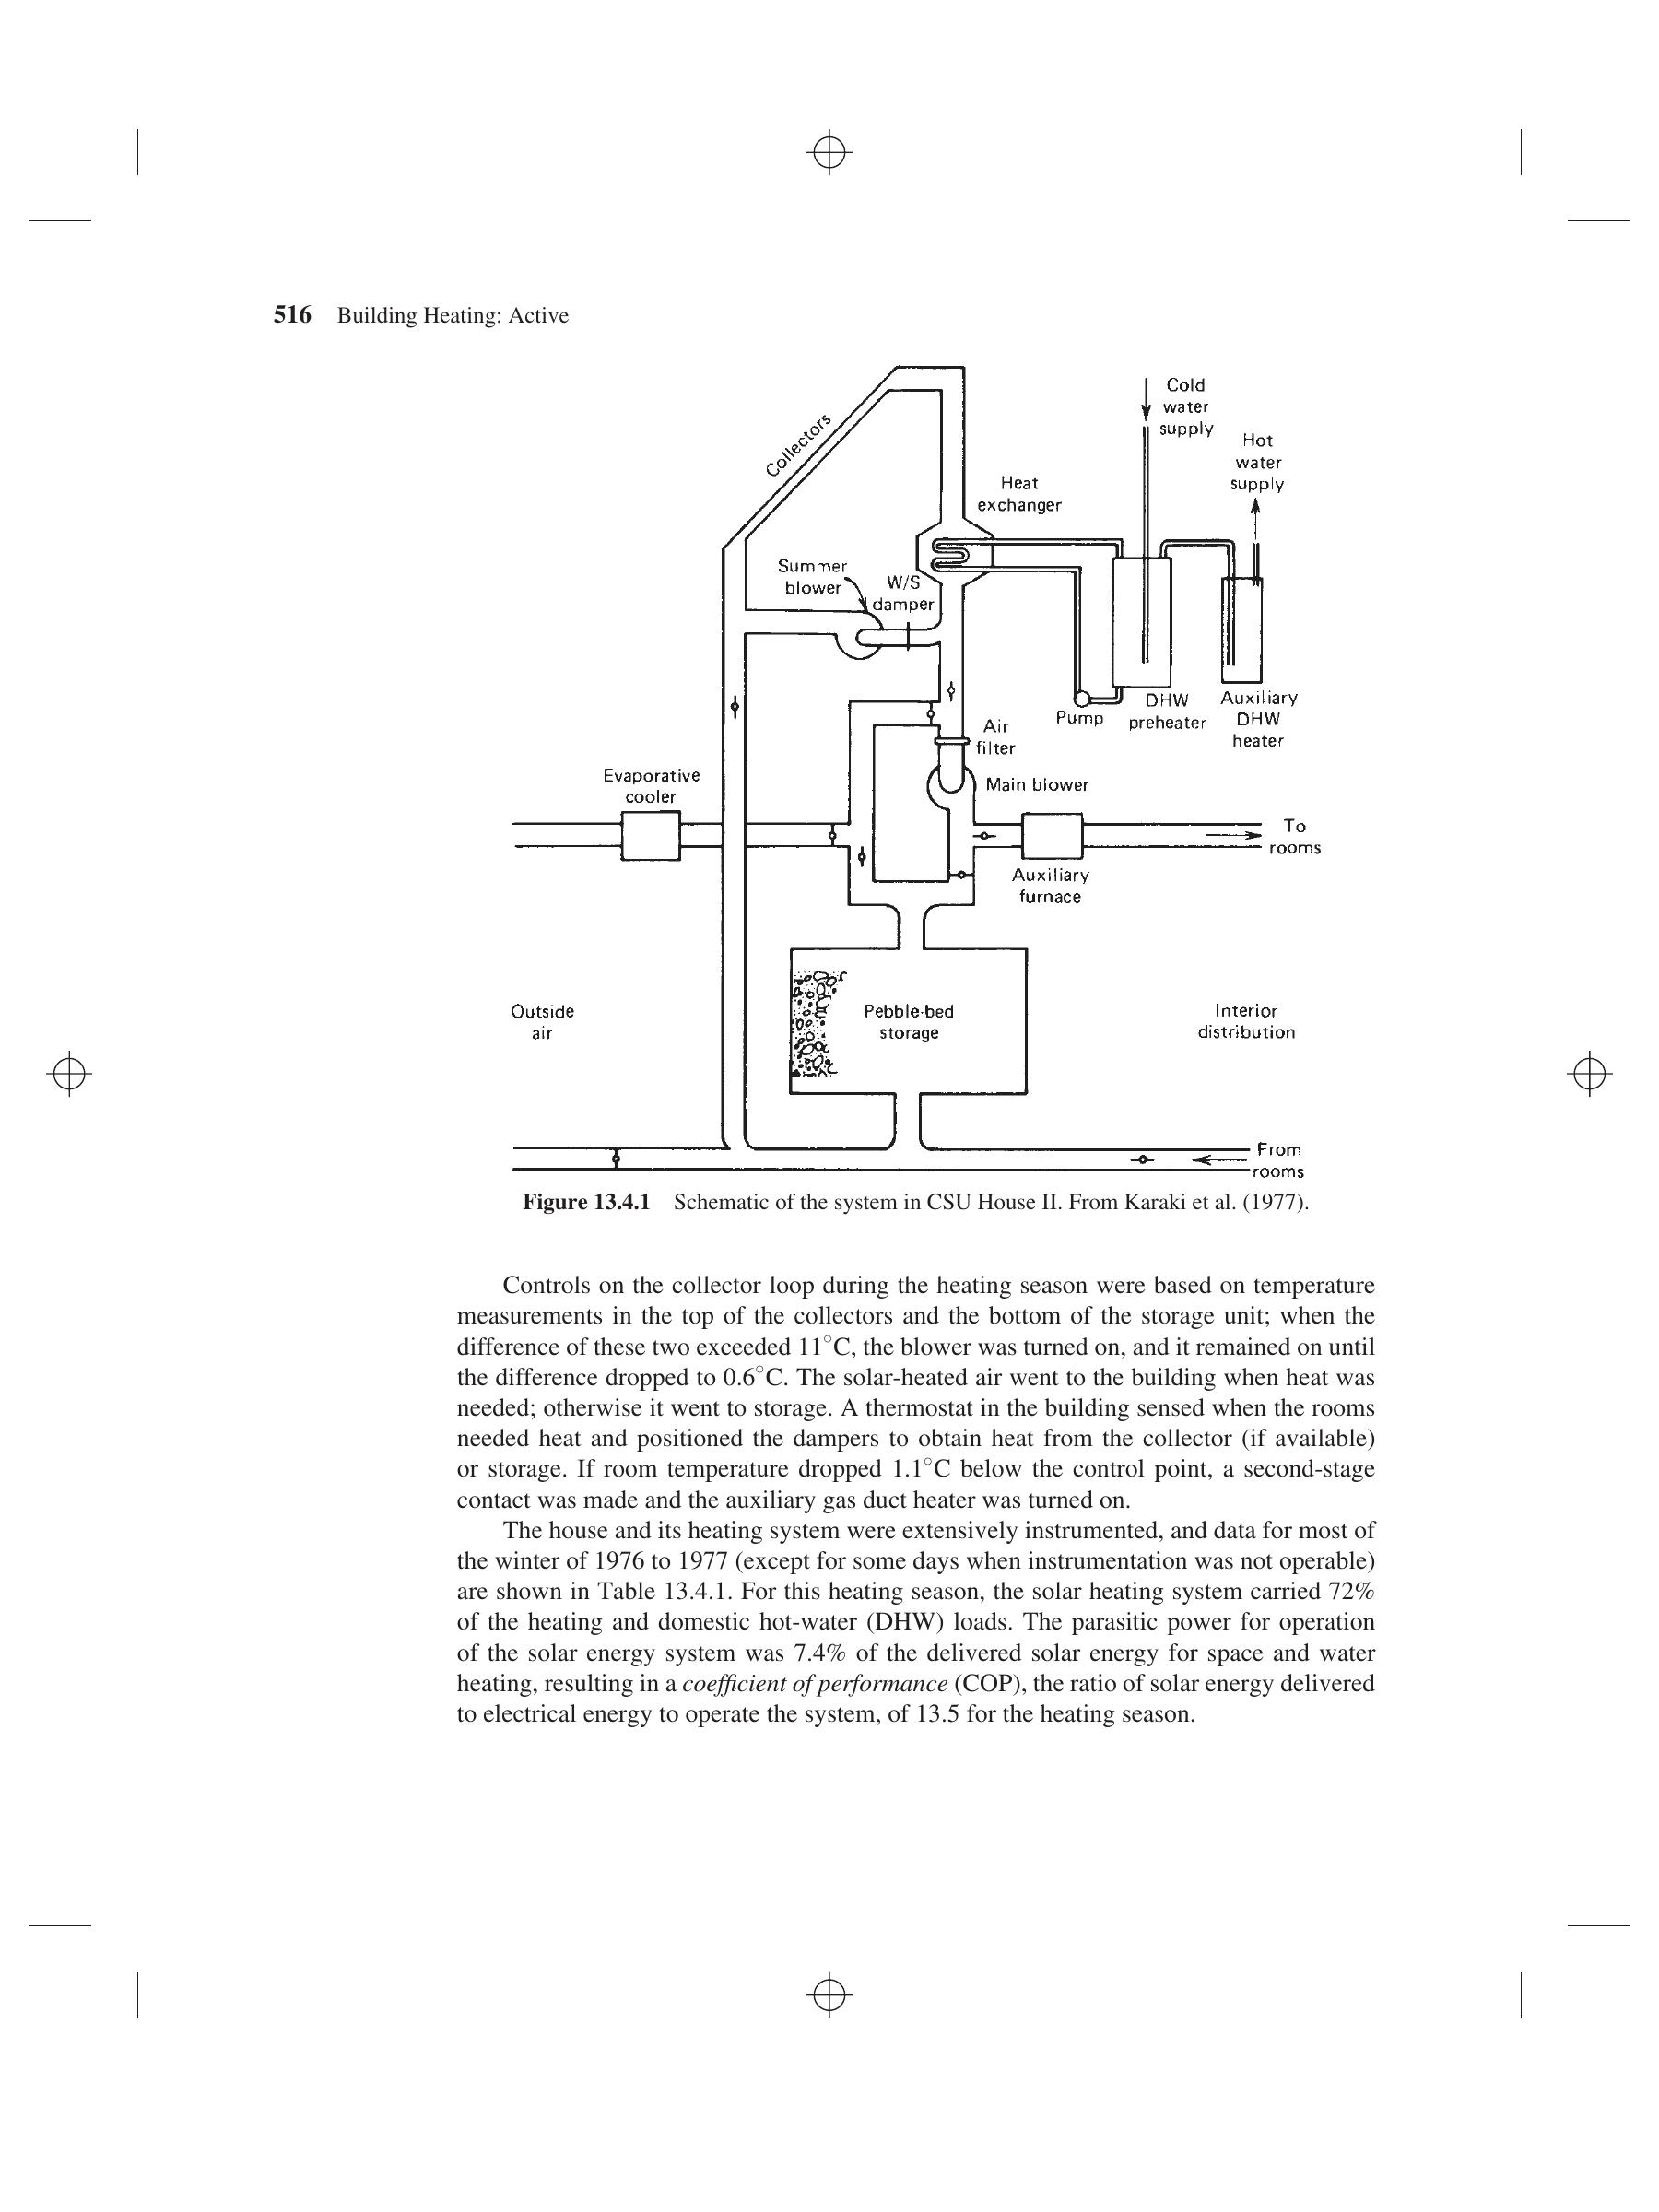 516 Building Heating: Active
Collectors
Cold
water
supply
Hot
water
supply
Heat
exchanger
Summer
blower
W/S
damper
Pump
DHW
preheater
Auxiliary
DHW
heater
Air
filter
Main blower
Evaporative
cooler
To
rooms
Auxiliary
furnace
Outside
air
Pebble-bed
storage
Interior
distribution
From
rooms
Figure 13.4.1 Schematic of the system in CSU House II. From Karaki et al. (1977).
Controls on the collector loop during the heating season were based on temperature
measurements in the top of the collectors and the bottom of the storage unit; when the
difference of these two exceeded 11°C, the blower was turned on, and it remained on until
the difference dropped to 0.6°C. The solar-heated air went to the building when heat was
needed; otherwise it went to storage. A thermostat in the building sensed when the rooms
needed heat and positioned the dampers to obtain heat from the collector (if available)
or storage. If room temperature dropped 1.1°C below the control point, a second-stage
contact was made and the auxiliary gas duct heater was turned on.
The house and its heating system were extensively instrumented, and data for most of
the winter of 1976 to 1977 (except for some days when instrumentation was not operable)
are shown in Table 13.4.1. For this heating season, the solar heating system carried 72%
of the heating and domestic hot-water (DHW) loads. The parasitic power for operation
of the solar energy system was 7.4% of the delivered solar energy for space and water
heating, resulting in a coefficient of performance (COP), the ratio of solar energy delivered
to electrical energy to operate the system, of 13.5 for the heating season.